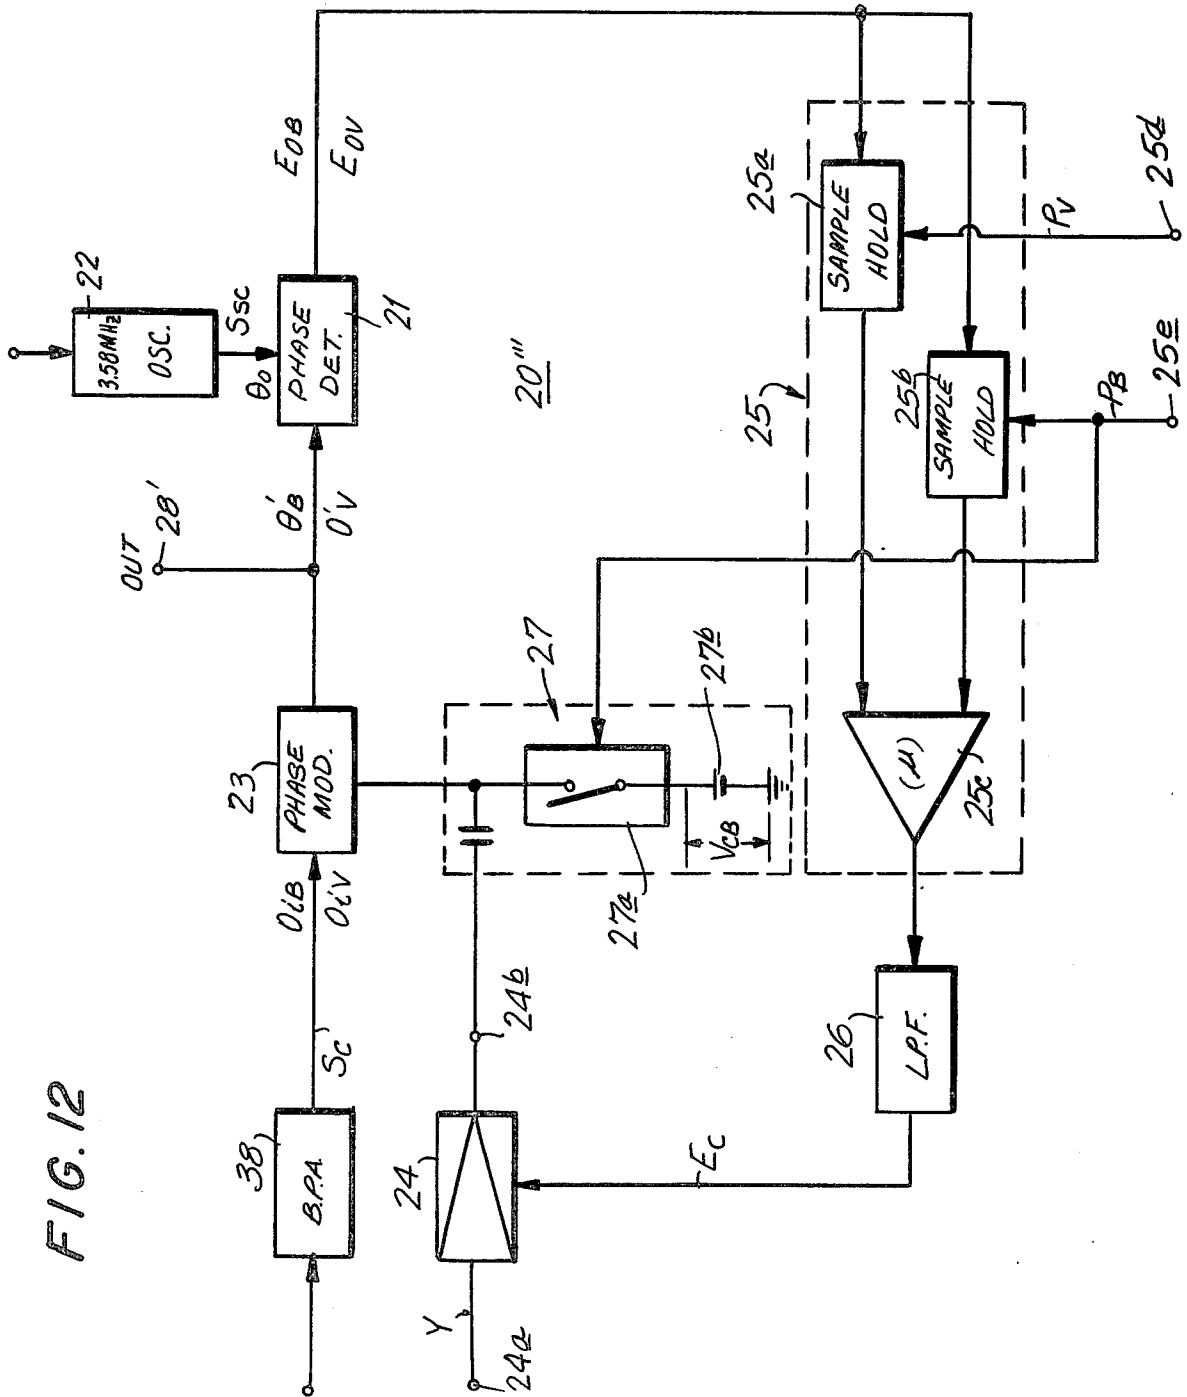 FIG. 12
22
3.58MHz
OSC.
SSC
θo
OUT
28'
38
B.P.A.
SC'
OiB
OiV
23
PHASE
MOD.
θ'B
O'V
PHASE
DET.
21
EOB
EOV
20'''
Y
24a
24
24b
EC
27
27a
27b
VCB
25
25a
SAMPLE
HOLD
25b
SAMPLE
HOLD
(μ)
25c
PV
25d
PB
25e
26
L.P.F.